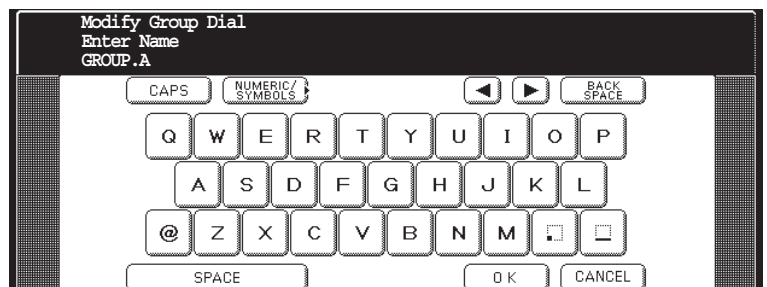 Modify Group Dial
Enter Name
GROUP.A
CAPS NUMERIC/ SYMBOLS ◀ ▶ BACK SPACE
Q W E R T Y U I O P
A S D F G H J K L
@ Z X C V B N M . _
SPACE OK CANCEL